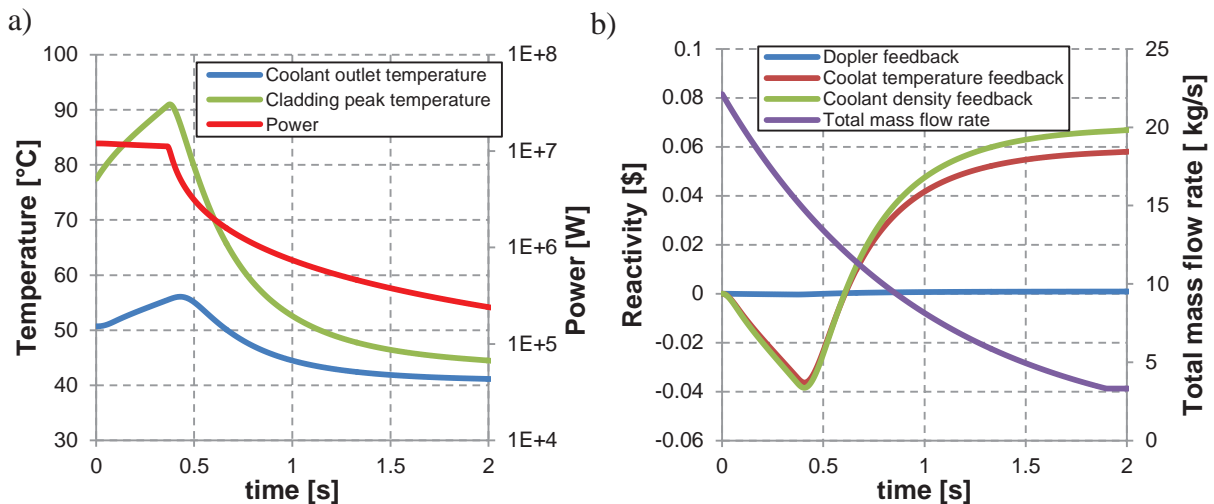 a)
100
90
80
70
60
50
40
30
Temperature [°C]
Coolant outlet temperature
Cladding peak temperature
Power
1E+8
1E+7
1E+6
1E+5
1E+4
Power [W]
0
0.5
1
1.5
2
time [s]
b)
0.1
0.08
0.06
0.04
0.02
0
-0.02
-0.04
-0.06
Reactivity [$]
Dopler feedback
Coolat temperature feedback
Coolant density feedback
Total mass flow rate
25
20
15
10
5
0
Total mass flow rate [ kg/s]
0
0.5
1
1.5
2
time [s]